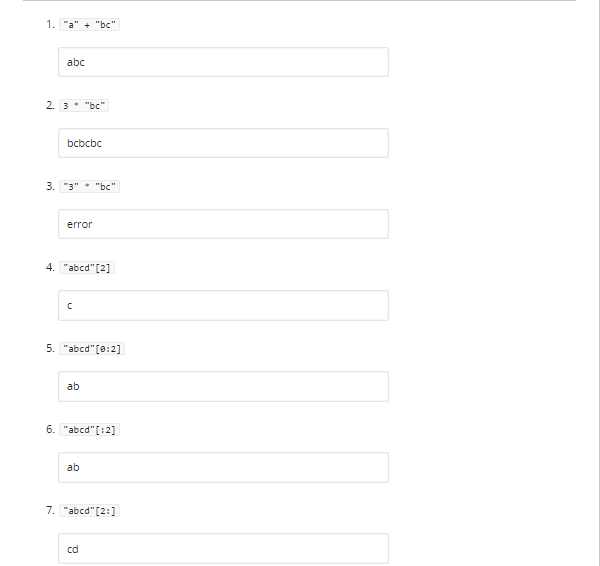 1. "a" + "bc"
abc
2. 3 * "bc"
bcbcbc
3. "3" * "bc"
error
4. "abcd"[2]
c
5. "abcd"[0:2]
ab
6. "abcd"[:2]
ab
7. "abcd"[2:]
cd